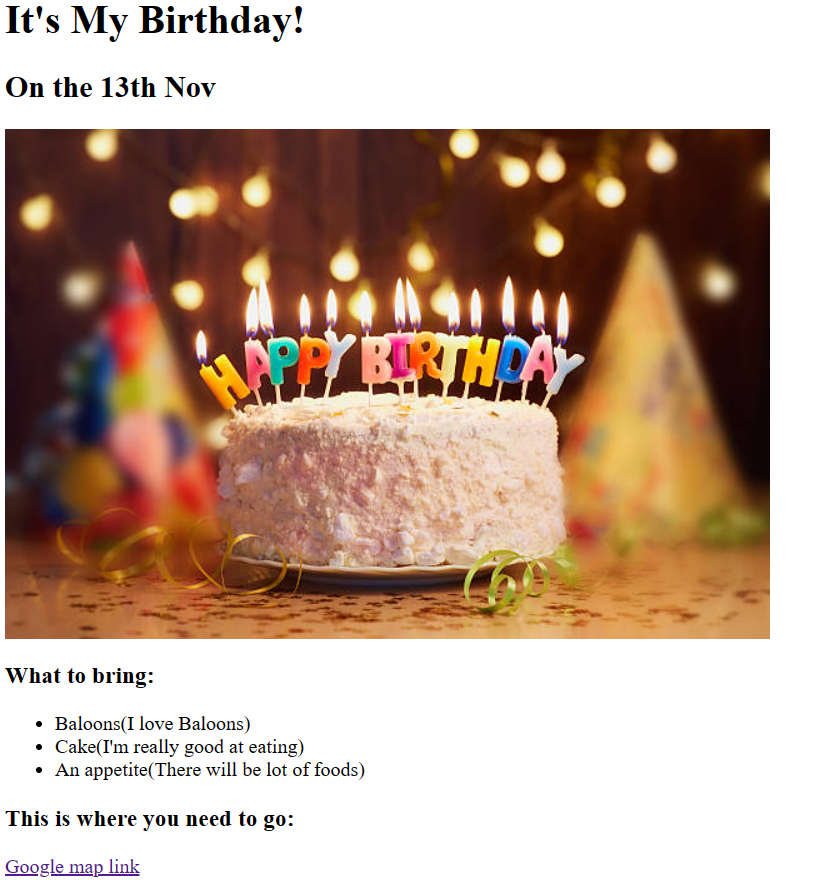 It's My Birthday!
On the 13th Nov
HAPPY BIRTHDAY
What to bring:
Baloons(I love Baloons)
Cake(I'm really good at eating)
An appetite(There will be lot of foods)
This is where you need to go:
Google map link